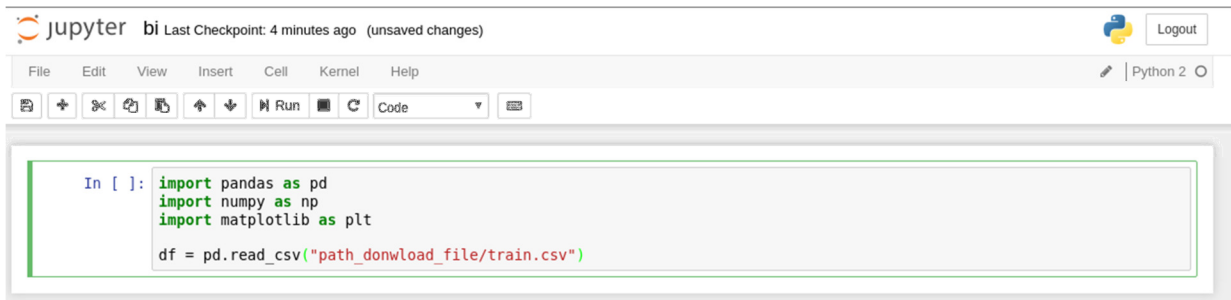 jupyter bi Last Checkpoint: 4 minutes ago (unsaved changes) Logout
File Edit View Insert Cell Kernel Help Python 2
Run Code
In [ ]: import pandas as pd
import numpy as np
import matplotlib as plt
df = pd.read_csv("path_donwload_file/train.csv")